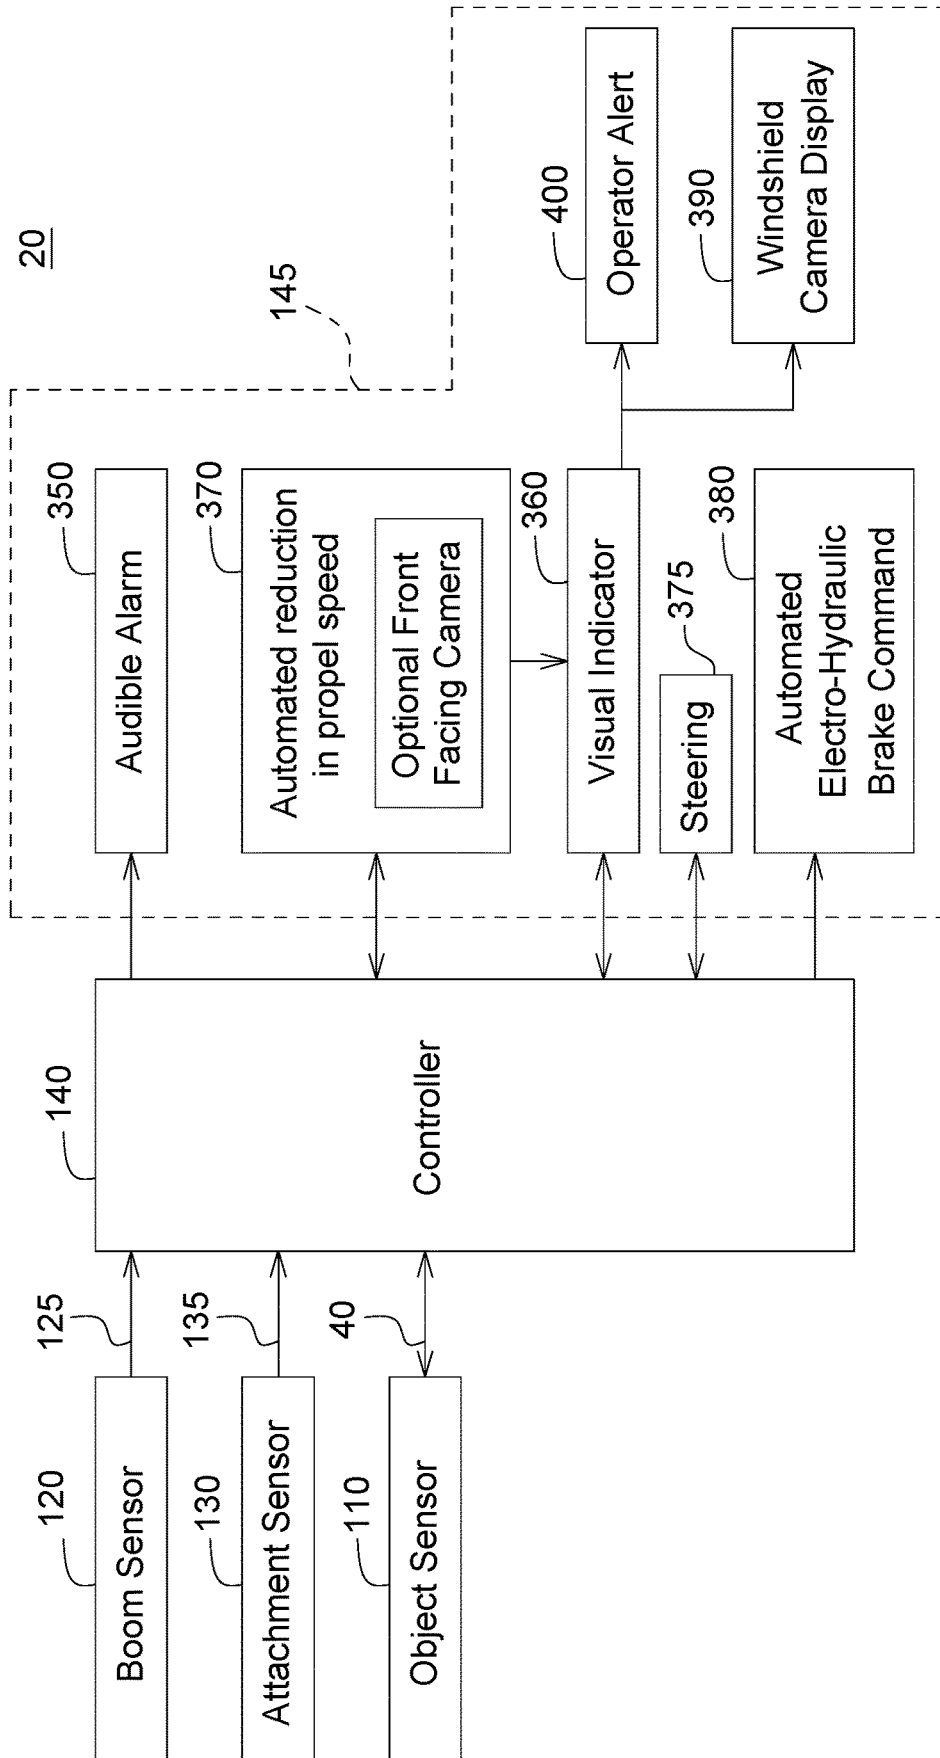 20
145
120
Boom Sensor
125
130
Attachment Sensor
135
110
Object Sensor
40
140
Controller
350
Audible Alarm
370
Automated reduction
in propel speed
Optional Front
Facing Camera
360
Visual Indicator
375
Steering
380
Automated
Electro-Hydraulic
Brake Command
400
Operator Alert
390
Windshield
Camera Display